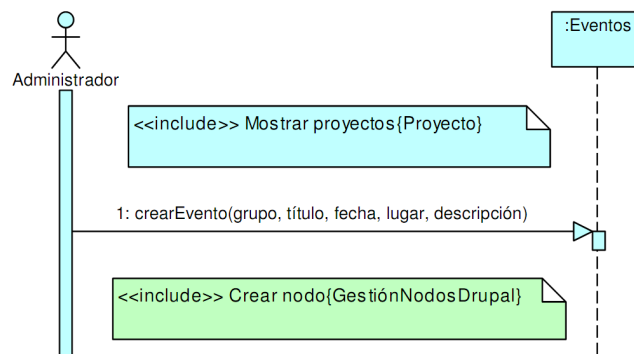 :Eventos
Administrador
<<include>> Mostrar proyectos{Proyecto}
1: crearEvento(grupo, título, fecha, lugar, descripción)
<<include>> Crear nodo{GestiónNodosDrupal}